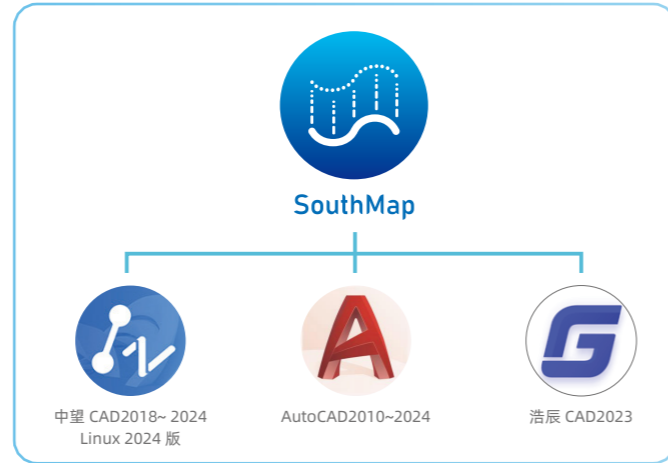 SouthMap
中望 CAD2018~ 2024
Linux 2024 版
AutoCAD2010~2024
浩辰 CAD2023